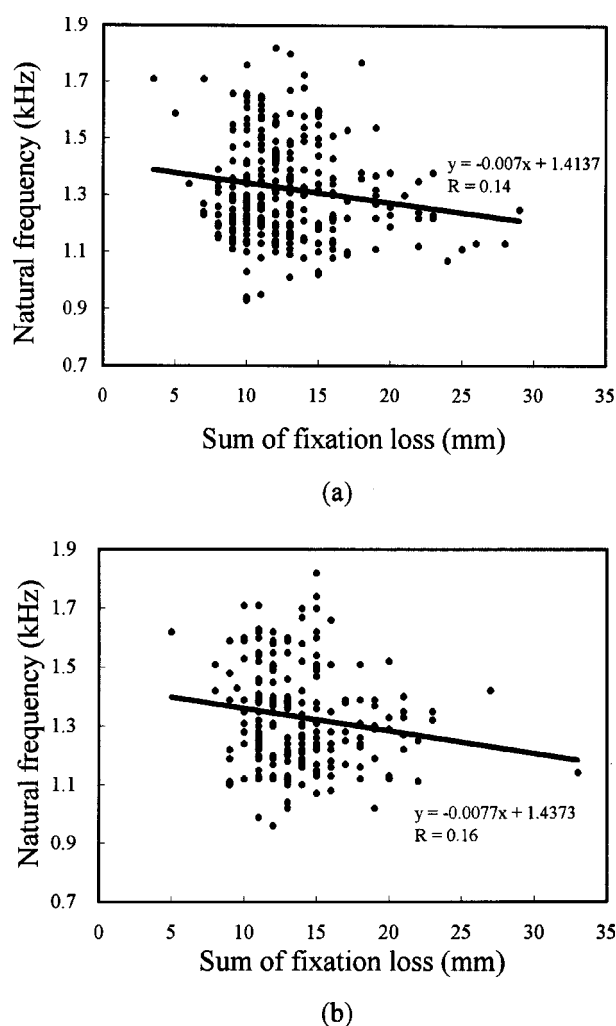 1.9
1.7
1.5
1.3
1.1
0.9
0.7
Natural frequency (kHz)
y = -0.007x + 1.4137
R = 0.14
0 5 10 15 20 25 30 35
Sum of fixation loss (mm)
(a)
1.9
1.7
1.5
1.3
1.1
0.9
0.7
Natural frequency (kHz)
y = -0.0077x + 1.4373
R = 0.16
0 5 10 15 20 25 30 35
Sum of fixation loss (mm)
(b)